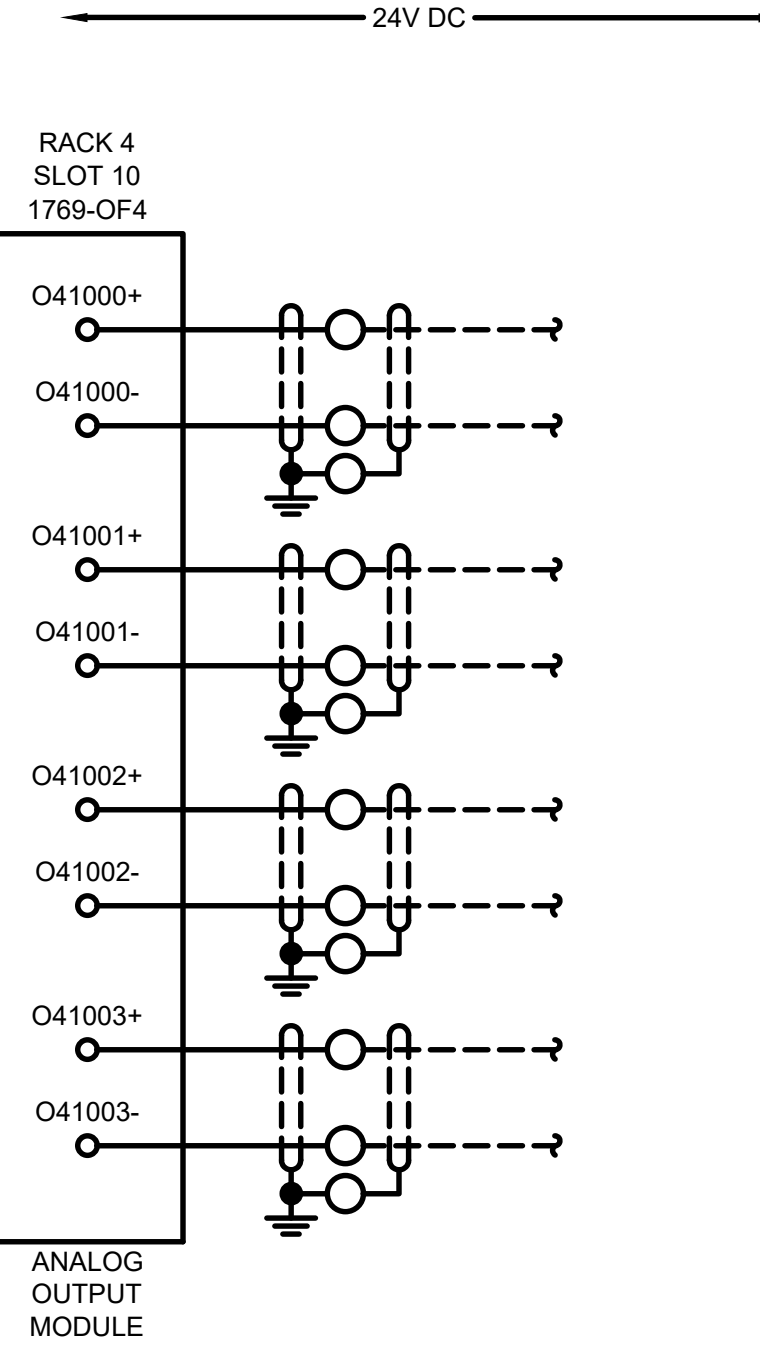 24V DC
RACK 4
SLOT 10
1769-OF4
O41000+
O41000-
O41001+
O41001-
O41002+
O41002-
O41003+
O41003-
ANALOG
OUTPUT
MODULE